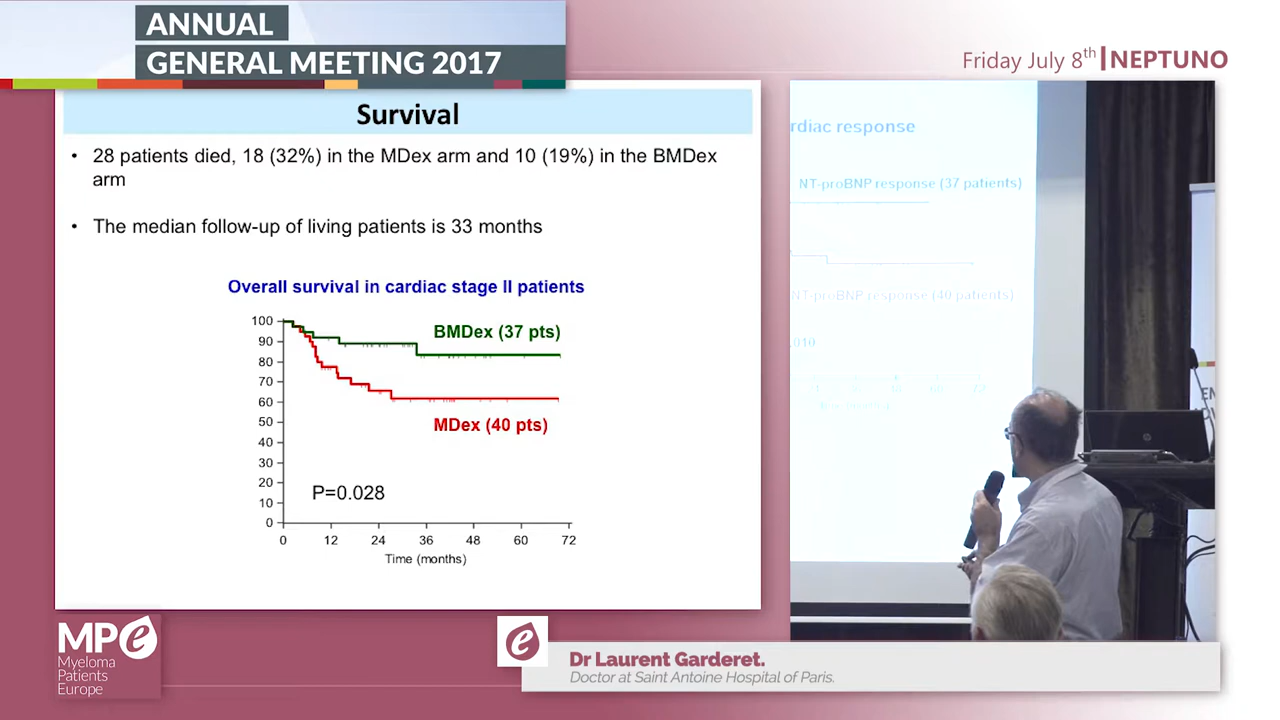 ANNUAL
GENERAL MEETING 2017
Friday July 8th | NEPTUNO
Survival
• 28 patients died, 18 (32%) in the MDex arm and 10 (19%) in the BMDex
arm
• The median follow-up of living patients is 33 months
Overall survival in cardiac stage II patients
100
90
80
70
60
50
40
30
20
10
0
BMDex (37 pts)
MDex (40 pts)
P=0.028
0 12 24 36 48 60 72
Time (months)
rdiac response
NT-proBNP response (37 patients)
NT-proBNP response (40 patients)
MPe
Myeloma
Patients
Europe
e
Dr Laurent Garderet.
Doctor at Saint Antoine Hospital of Paris.